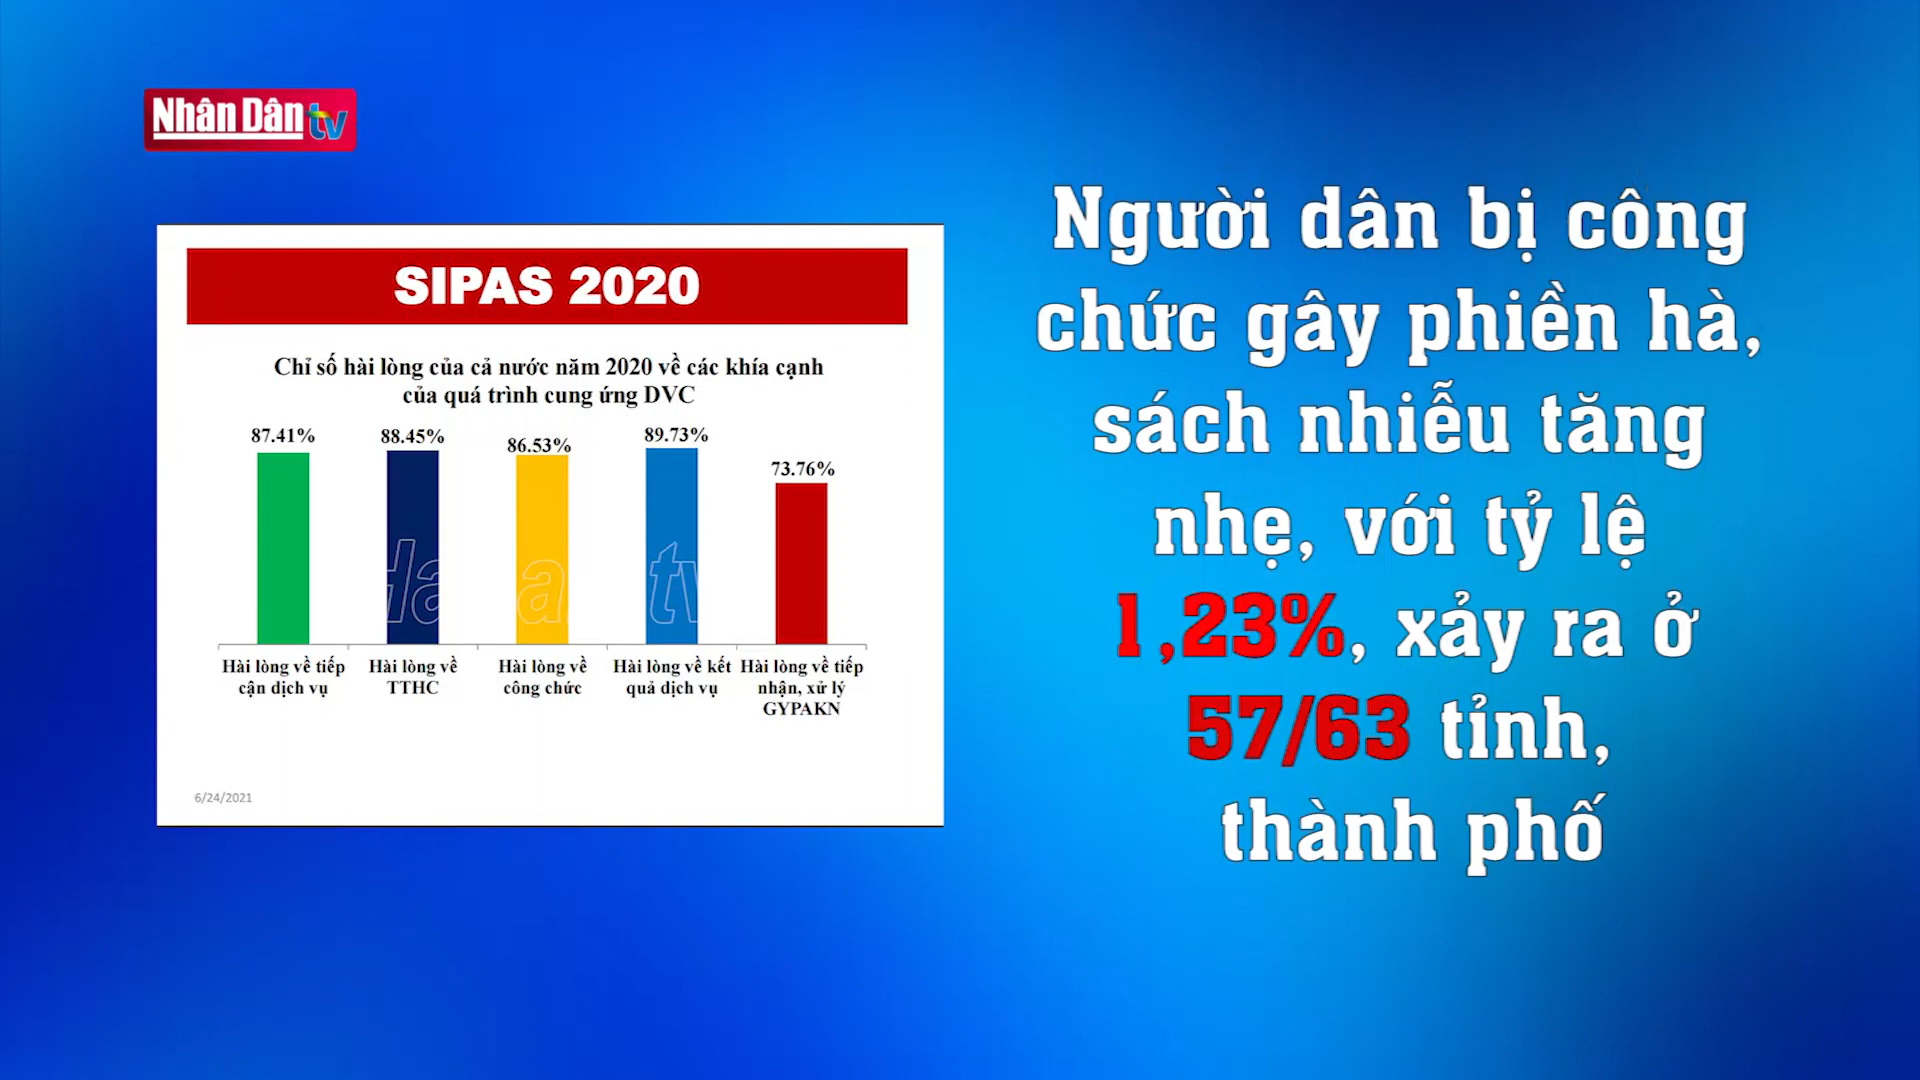 Nhân Dân tv
SIPAS 2020
Chỉ số hài lòng của cả nước năm 2020 về các khía cạnh
của quá trình cung ứng DVC
87.41%
88.45%
86.53%
89.73%
73.76%
Hài lòng về tiếp
cận dịch vụ
Hài lòng về
TTHC
Hài lòng về
công chức
Hài lòng về kết
quả dịch vụ
Hài lòng về tiếp
nhận, xử lý
GYPAKN
6/24/2021
Người dân bị công
chức gây phiền hà,
sách nhiễu tăng
nhẹ, với tỷ lệ
1,23%, xảy ra ở
57/63 tỉnh,
thành phố